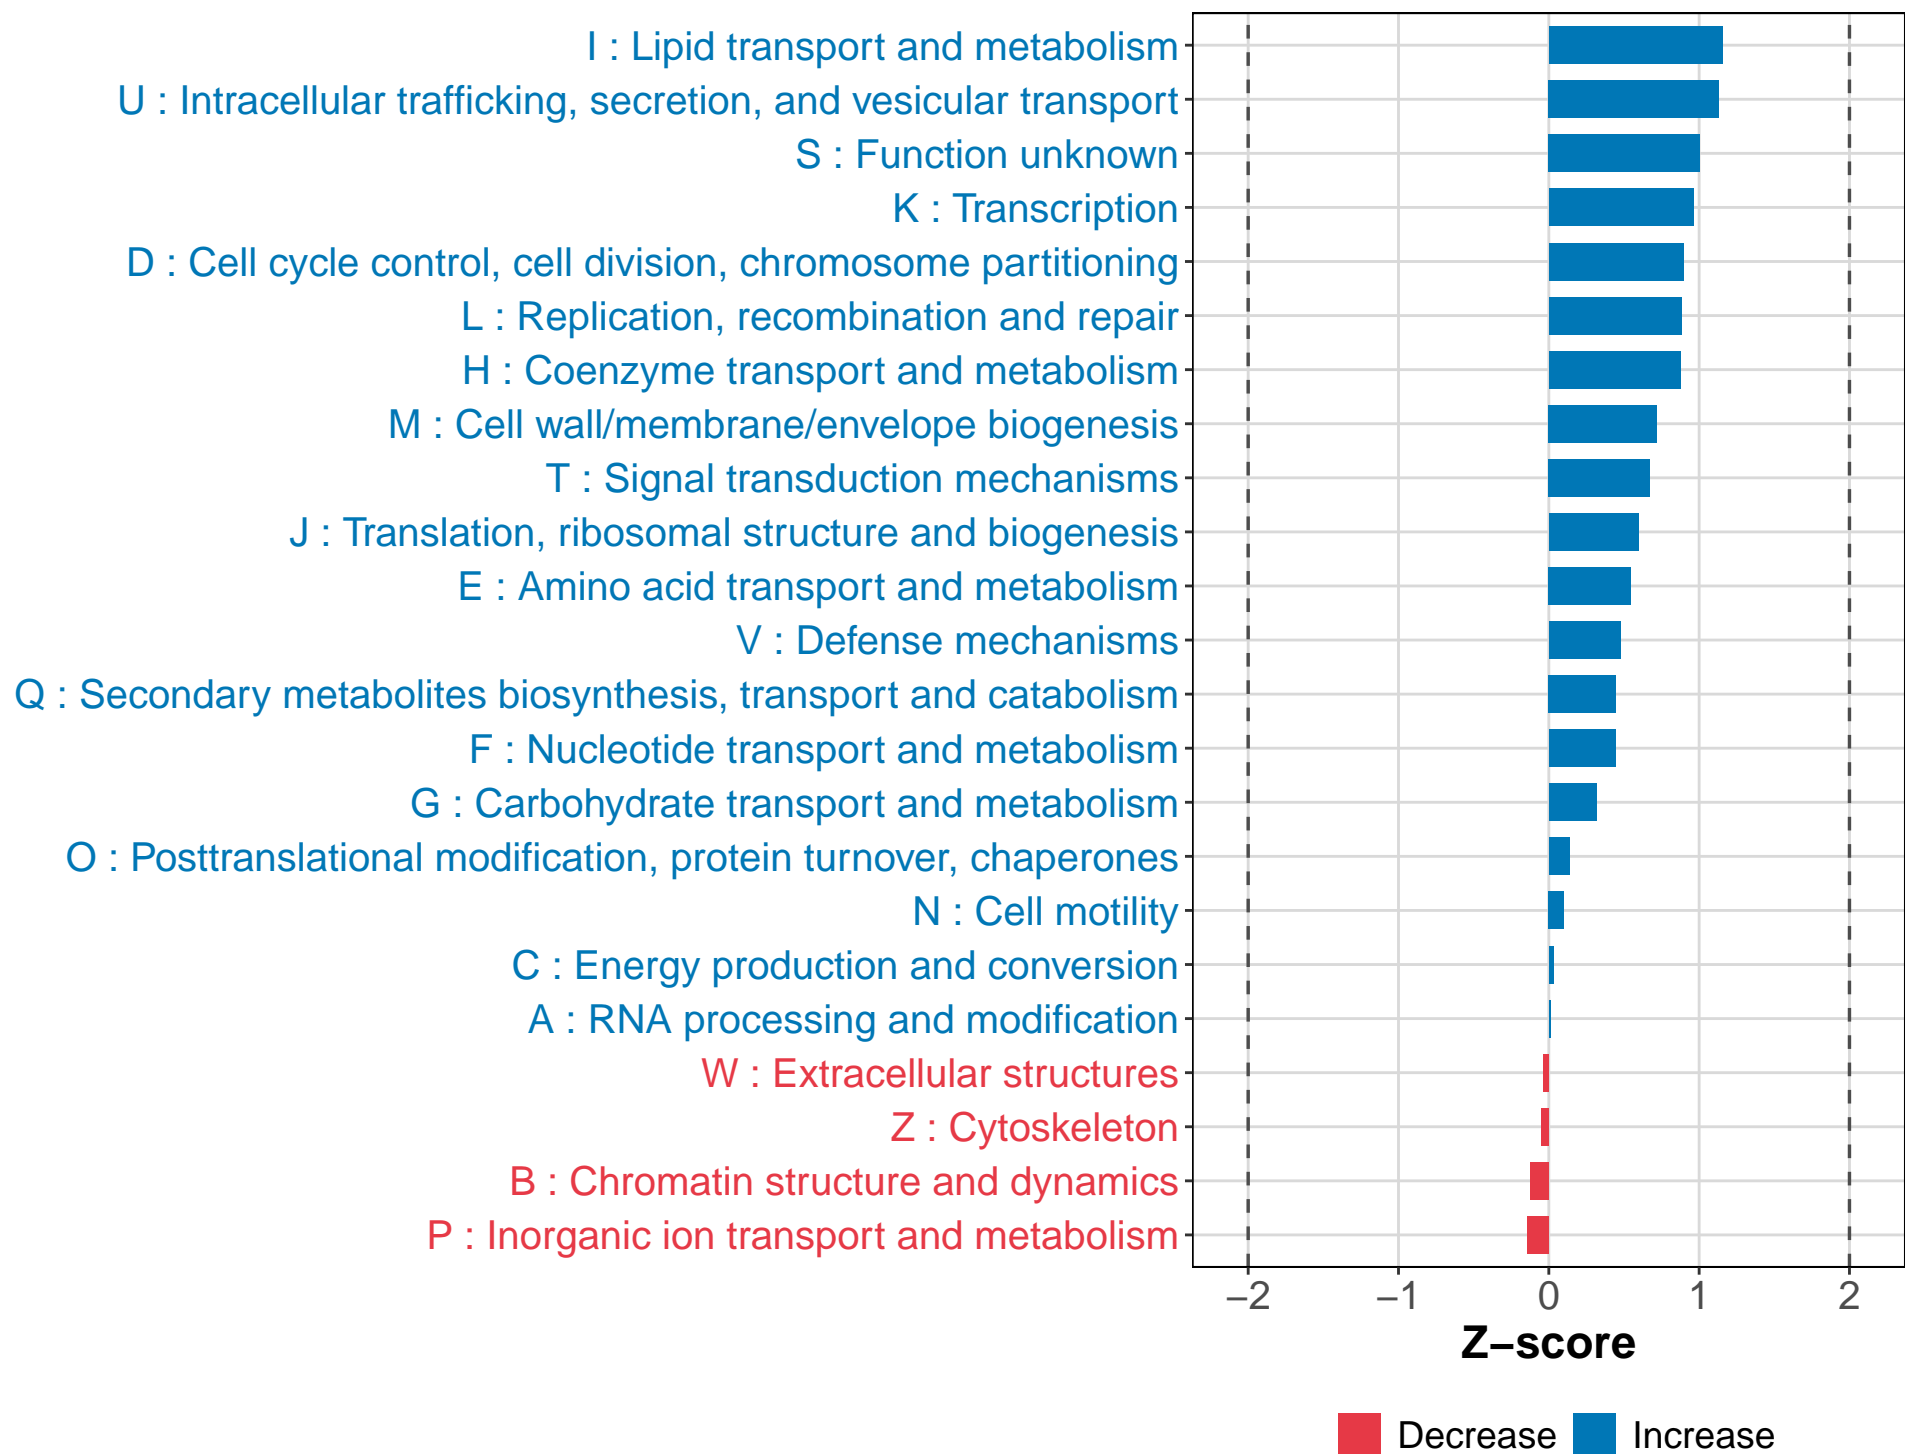 I : Lipid transport and metabolism
U : Intracellular trafficking, secretion, and vesicular transport
S : Function unknown
K : Transcription
D : Cell cycle control, cell division, chromosome partitioning
L : Replication, recombination and repair
H : Coenzyme transport and metabolism
M : Cell wall/membrane/envelope biogenesis
T : Signal transduction mechanisms
J : Translation, ribosomal structure and biogenesis
E : Amino acid transport and metabolism
V : Defense mechanisms
Q : Secondary metabolites biosynthesis, transport and catabolism
F : Nucleotide transport and metabolism
G : Carbohydrate transport and metabolism
O : Posttranslational modification, protein turnover, chaperones
N : Cell motility
C : Energy production and conversion
A : RNA processing and modification
W : Extracellular structures
Z : Cytoskeleton
B : Chromatin structure and dynamics
P : Inorganic ion transport and metabolism
−2 −1 0 1 2
Z−score
Decrease Increase